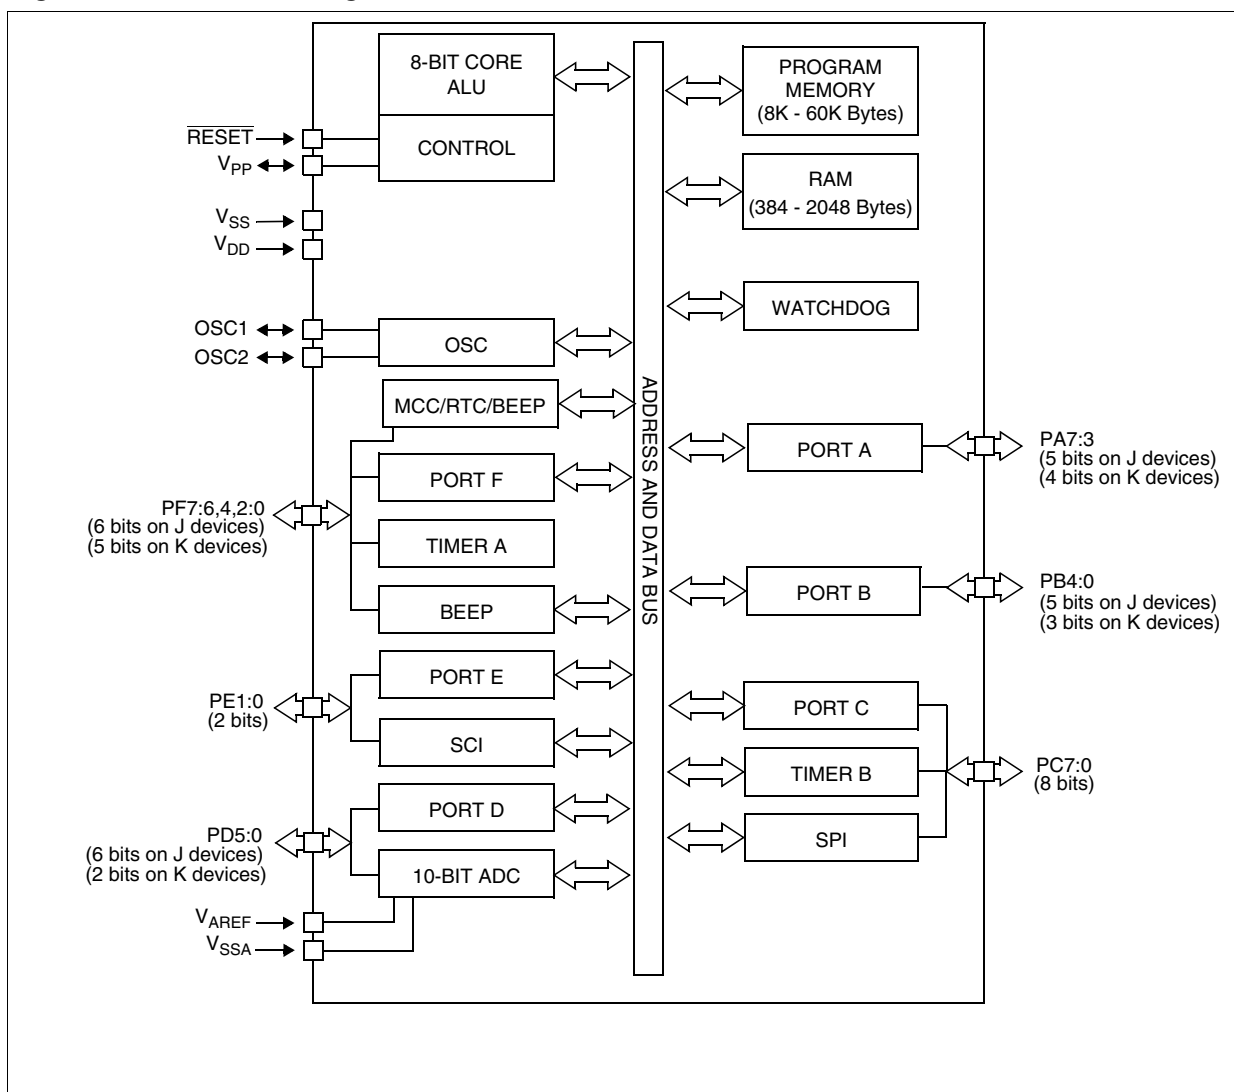 8-BIT CORE
ALU
CONTROL
RESET
VPP
VSS
VDD
OSC1
OSC2
OSC
MCC/RTC/BEEP
PORT F
TIMER A
BEEP
PF7:6,4,2:0
(6 bits on J devices)
(5 bits on K devices)
PORT E
SCI
PE1:0
(2 bits)
PORT D
10-BIT ADC
PD5:0
(6 bits on J devices)
(2 bits on K devices)
VAREF
VSSA
ADDRESS AND DATA BUS
PROGRAM
MEMORY
(8K - 60K Bytes)
RAM
(384 - 2048 Bytes)
WATCHDOG
PORT A
PA7:3
(5 bits on J devices)
(4 bits on K devices)
PORT B
PB4:0
(5 bits on J devices)
(3 bits on K devices)
PORT C
TIMER B
SPI
PC7:0
(8 bits)